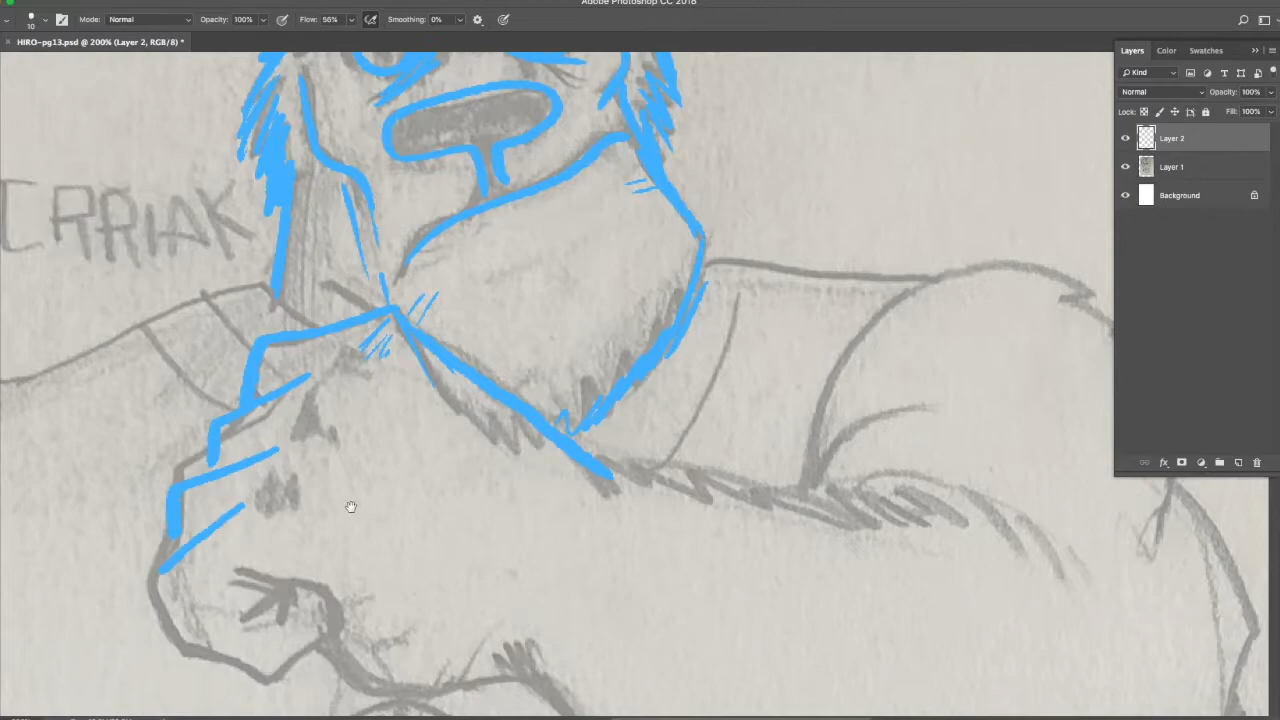 Adobe Photoshop CC 2018
10 Mode: Normal Opacity: 100% Flow: 56% Smoothing: 0%
HIRO-pg13.psd @ 200% (Layer 2, RGB/8) *
Layers Color Swatches
Kind
Normal Opacity: 100%
Lock: Fill: 100%
Layer 2
Layer 1
Background
CRRIAK